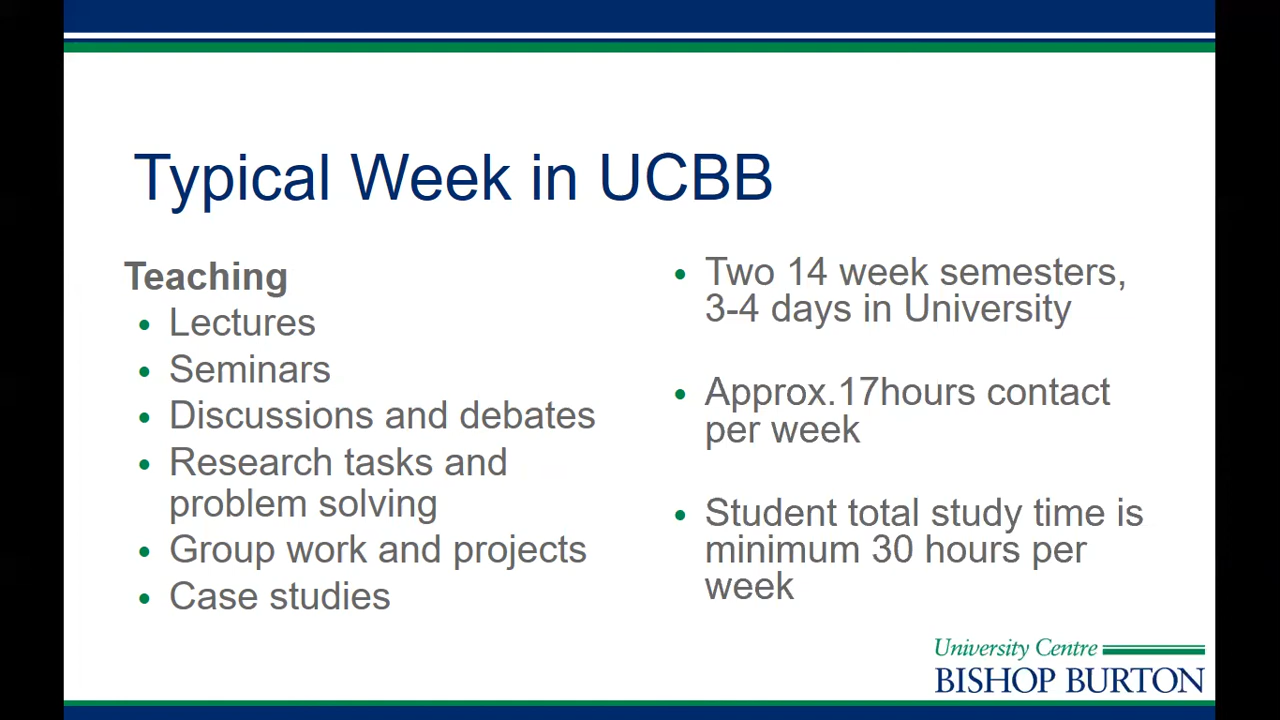 Typical Week in UCBB
Teaching
• Lectures
• Seminars
• Discussions and debates
• Research tasks and
problem solving
• Group work and projects
• Case studies
• Two 14 week semesters,
3-4 days in University
• Approx.17hours contact
per week
• Student total study time is
minimum 30 hours per
week
University Centre
BISHOP BURTON